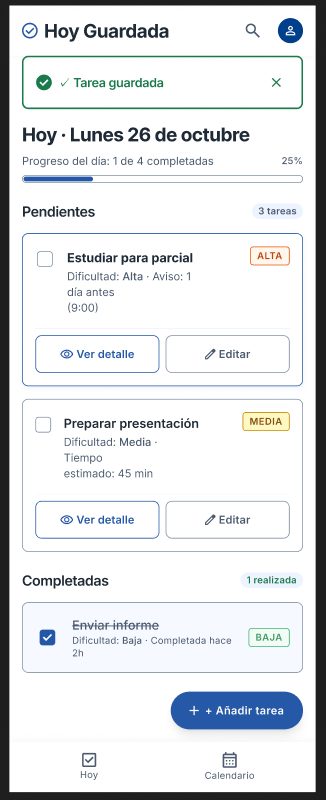 Hoy Guardada
✓ Tarea guardada
Hoy · Lunes 26 de octubre
Progreso del día: 1 de 4 completadas
25%
Pendientes
3 tareas
Estudiar para parcial
ALTA
Dificultad: Alta · Aviso: 1
día antes
(9:00)
Ver detalle
Editar
Preparar presentación
MEDIA
Dificultad: Media ·
Tiempo
estimado: 45 min
Ver detalle
Editar
Completadas
1 realizada
Enviar informe
Dificultad: Baja · Completada hace
2h
BAJA
+ Añadir tarea
Hoy
Calendario